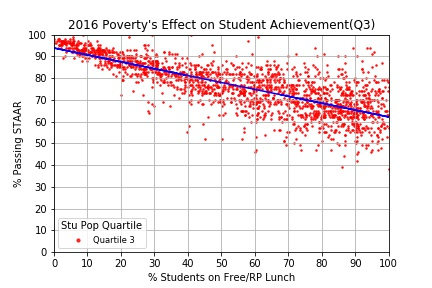 2016 Poverty's Effect on Student Achievement(Q3)
100
90
80
70
60
50
40
30
20
10
0
% Passing STAAR
Stu Pop Quartile
Quartile 3
0 10 20 30 40 50 60 70 80 90 100
% Students on Free/RP Lunch